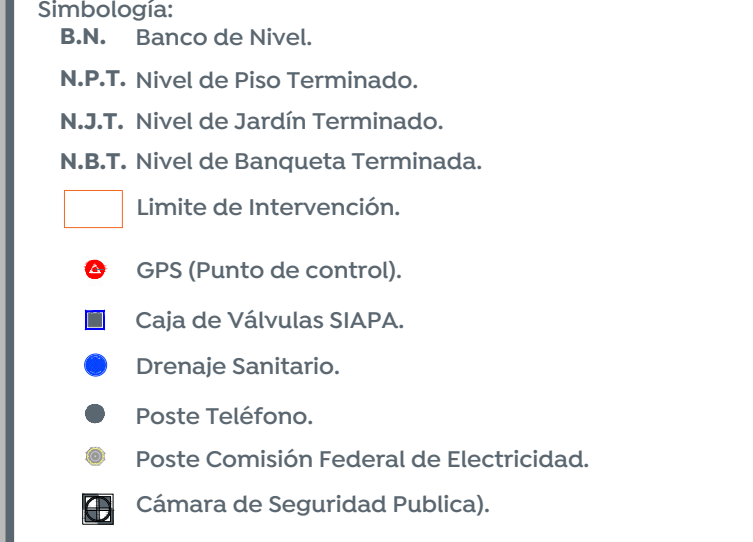 Simbología:
B.N. Banco de Nivel.
N.P.T. Nivel de Piso Terminado.
N.J.T. Nivel de Jardín Terminado.
N.B.T. Nivel de Banqueta Terminada.
Limite de Intervención.
GPS (Punto de control).
Caja de Válvulas SIAPA.
Drenaje Sanitario.
Poste Teléfono.
Poste Comisión Federal de Electricidad.
Cámara de Seguridad Publica).